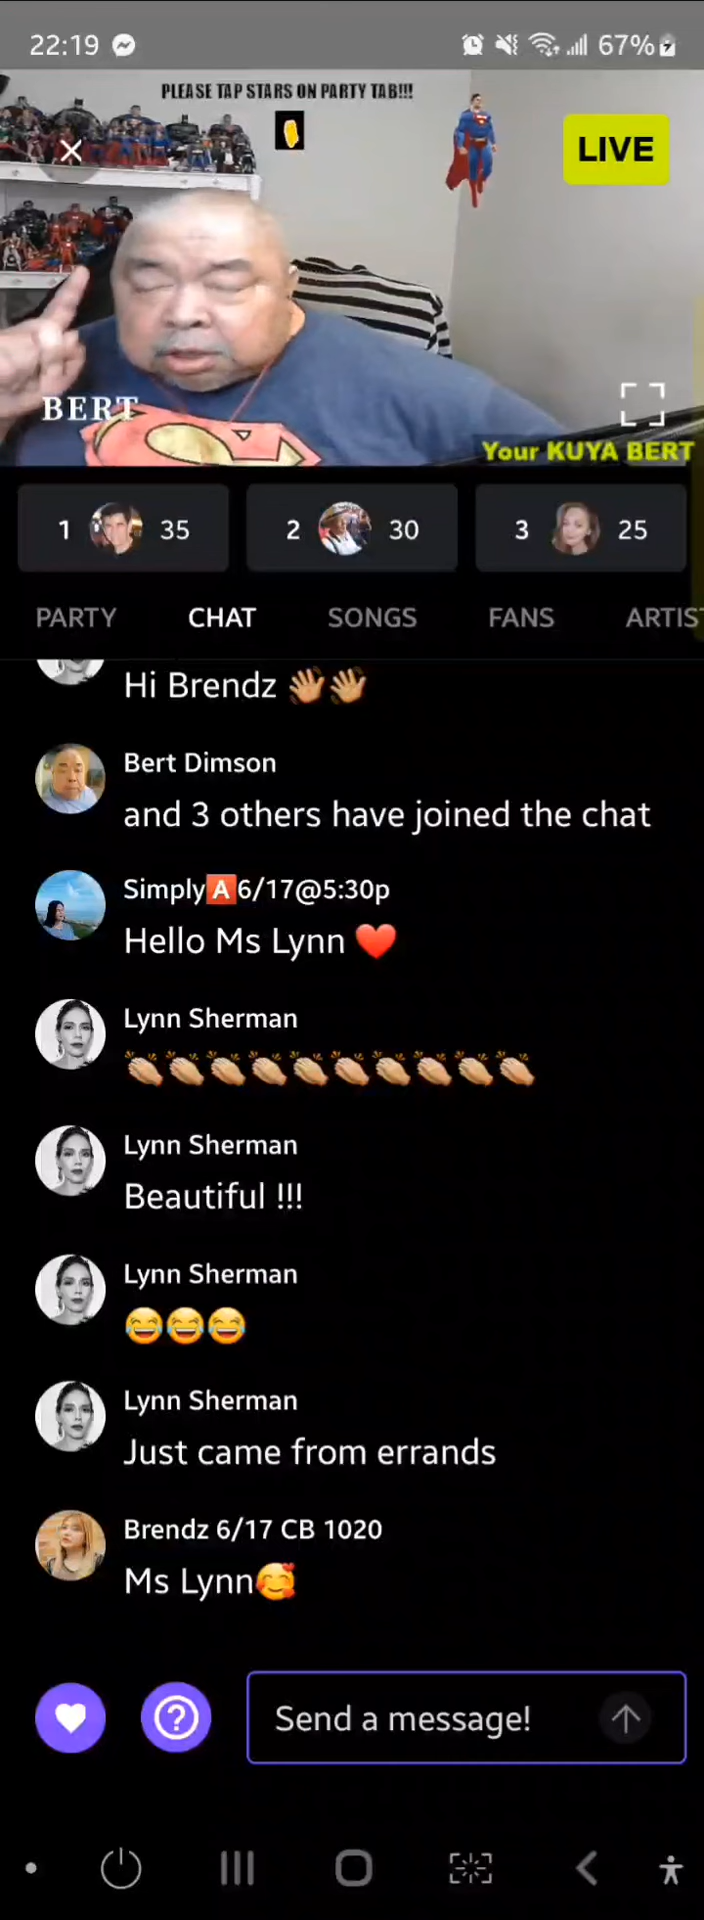 22:19
67%
PLEASE TAP STARS ON PARTY TAB!!!
LIVE
BERT
Your KUYA BERT
1 35
2 30
3 25
PARTY CHAT SONGS FANS ARTIS
Hi Brendz 👋👋
Bert Dimson
and 3 others have joined the chat
Simply🅰6/17@5:30p
Hello Ms Lynn ❤️
Lynn Sherman
👏👏👏👏👏👏👏👏👏👏
Lynn Sherman
Beautiful !!!
Lynn Sherman
😂😂😂
Lynn Sherman
Just came from errands
Brendz 6/17 CB 1020
Ms Lynn🥰
Send a message!